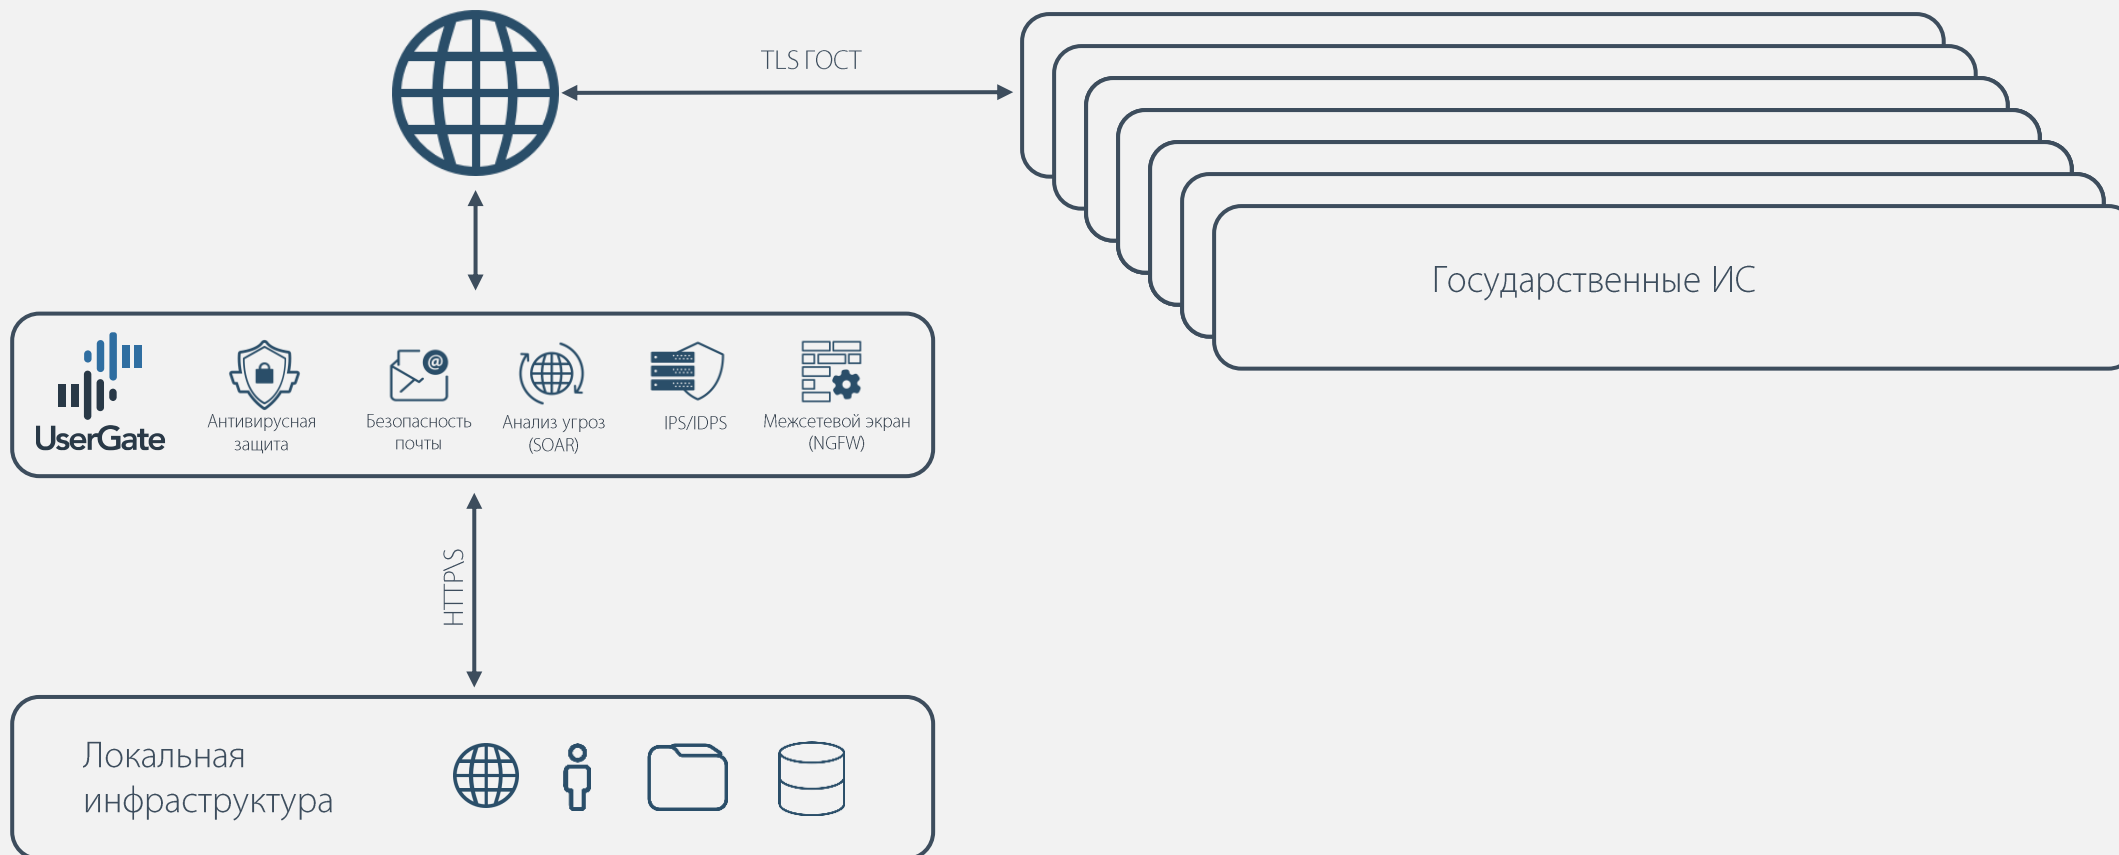 TLS ГОСТ
Государственные ИС
UserGate
Антивирусная
защита
Безопасность
почты
Анализ угроз
(SOAR)
IPS/IDPS
Межсетевой экран
(NGFW)
HTTP\S
Локальная
инфраструктура